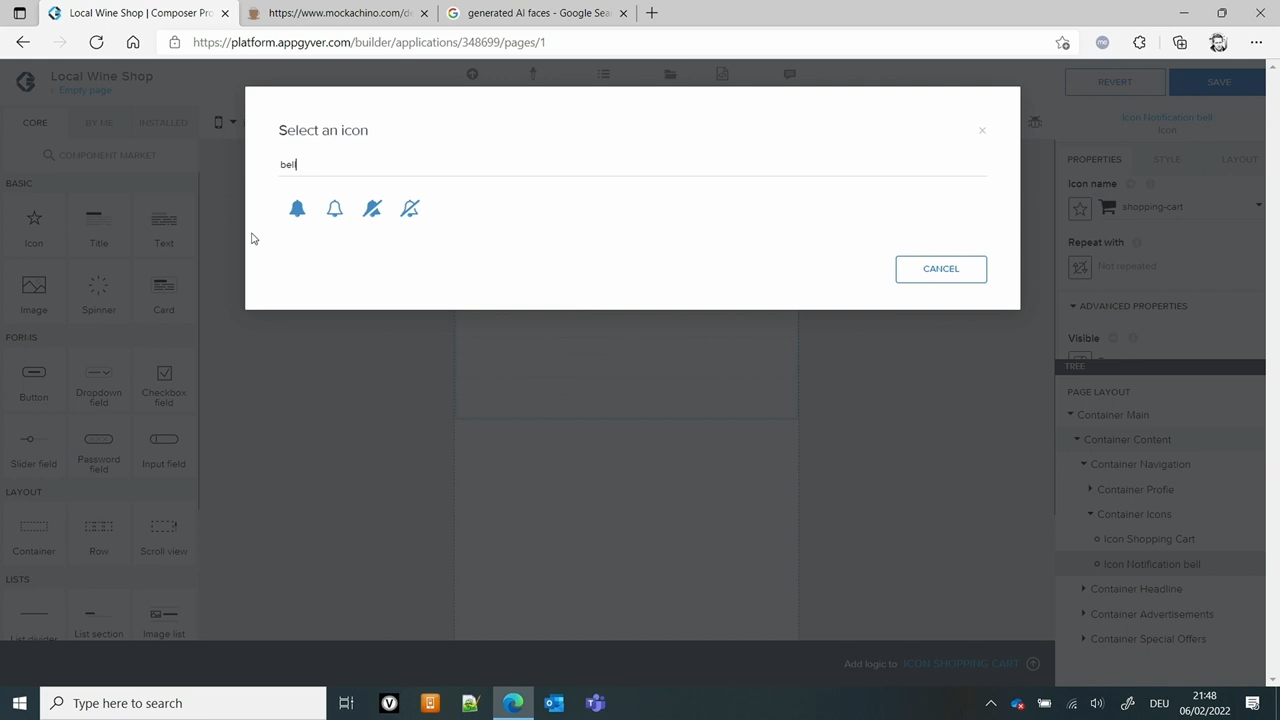 Local Wine Shop | Composer Pro
https://www.mockachino.com/de
generated AI faces - Google Sea
https://platform.appgyver.com/builder/applications/348699/pages/1
Local Wine Shop
Empty page
REVERT
SAVE
CORE
BY ME
INSTALLED
Icon Notification bell
Icon
COMPONENT MARKET
Select an icon
bell
CANCEL
PROPERTIES
STYLE
LAYOUT
Icon name
shopping-cart
Repeat with
Not repeated
ADVANCED PROPERTIES
Visible
BASIC
Icon
Title
Text
Image
Spinner
Card
FORMS
Button
Dropdown field
Checkbox field
Slider field
Password field
Input field
LAYOUT
Container
Row
Scroll view
LISTS
List divider
List section
Image list
TREE
PAGE LAYOUT
Container Main
Container Content
Container Navigation
Container Profie
Container Icons
Icon Shopping Cart
Icon Notification bell
Container Headline
Container Advertisements
Container Special Offers
Add logic to ICON SHOPPING CART
Type here to search
DEU
21:48
06/02/2022